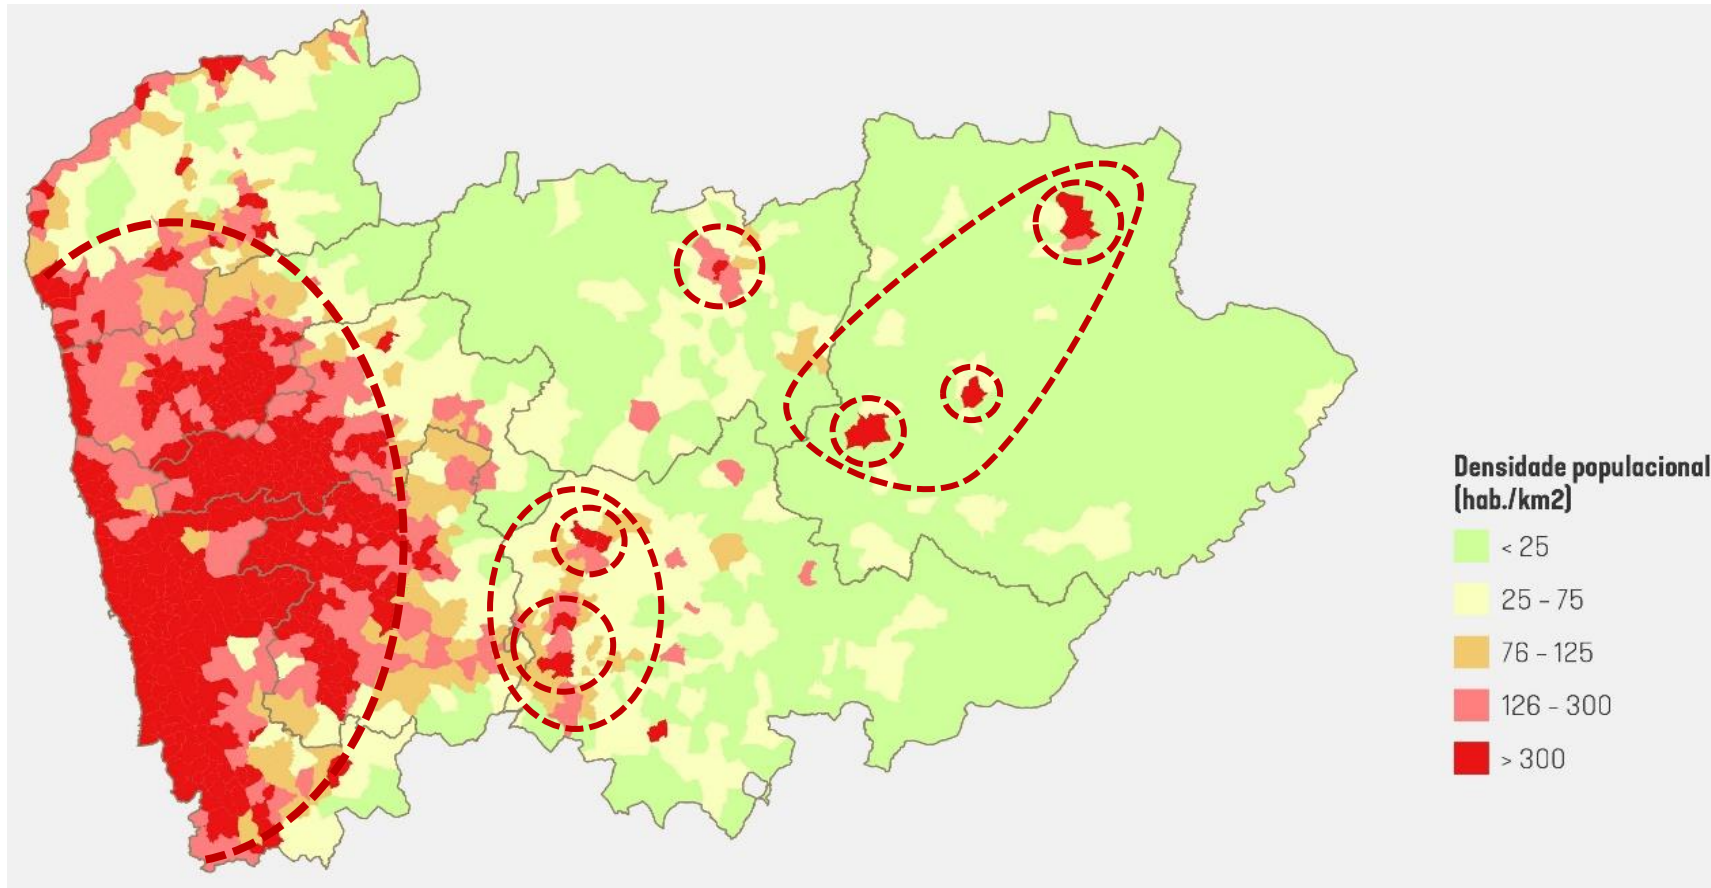 Densidade populacional
(hab./km2)
< 25
25 - 75
76 - 125
126 - 300
> 300